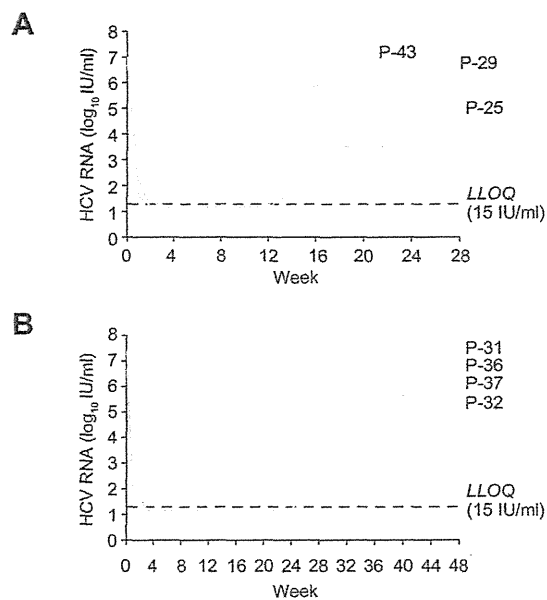 A
HCV RNA (log10 IU/ml)
8
7
6
5
4
3
2
1
0
P-43
P-29
P-25
LLOQ
(15 IU/ml)
0 4 8 12 16 20 24 28
Week
B
HCV RNA (log10 IU/ml)
8
7
6
5
4
3
2
1
0
P-31
P-36
P-37
P-32
LLOQ
(15 IU/ml)
0 4 8 12 16 20 24 28 32 36 40 44 48
Week